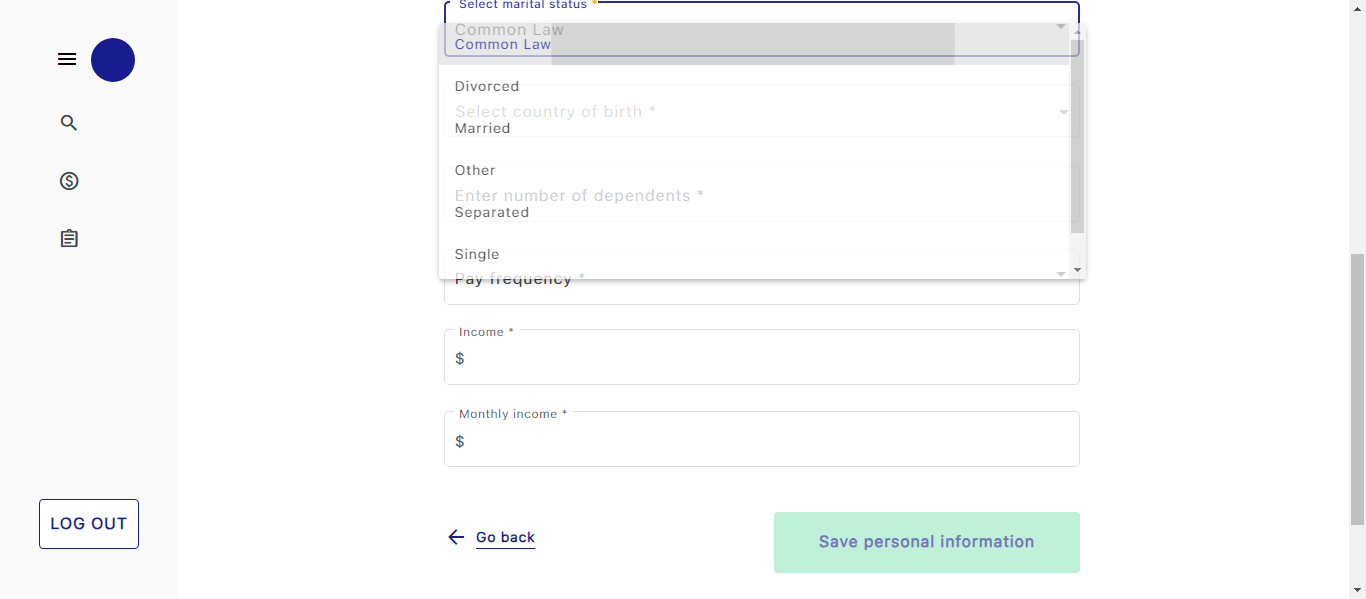 Select marital status *
Common Law
Common Law
Divorced
Select country of birth *
Married
Other
Enter number of dependents *
Separated
Single
Pay frequency *
Income *
$
Monthly income *
$
LOG OUT
Go back
Save personal information